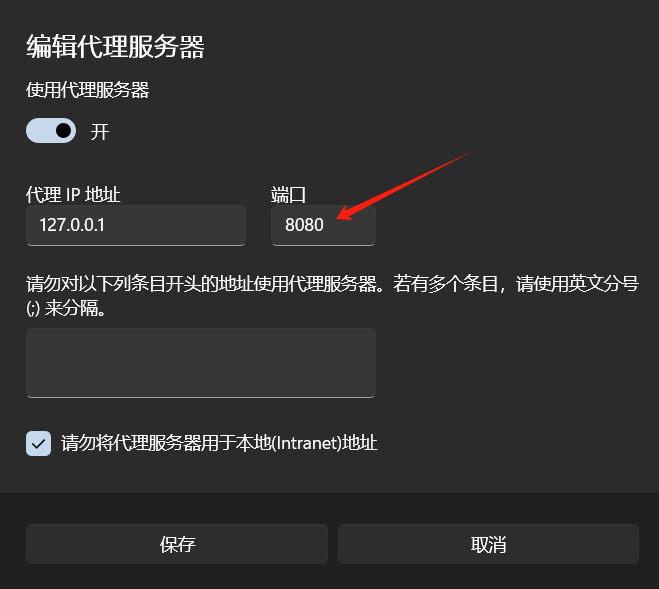 编辑代理服务器
使用代理服务器
开
代理 IP 地址
端口
127.0.0.1
8080
请勿对以下列条目开头的地址使用代理服务器。若有多个条目，请使用英文分号
(;) 来分隔。
请勿将代理服务器用于本地(Intranet)地址
保存
取消